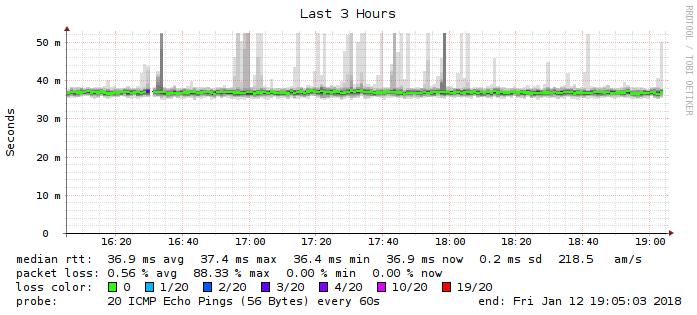 Last 3 Hours
RRDTOOL / TOBI OETIKER
Seconds
50 m
40 m
30 m
20 m
10 m
0
16:20 16:40 17:00 17:20 17:40 18:00 18:20 18:40 19:00
median rtt: 36.9 ms avg 37.4 ms max 36.4 ms min 36.9 ms now 0.2 ms sd 218.5 am/s
packet loss: 0.56 % avg 88.33 % max 0.00 % min 0.00 % now
loss color: 0 1/20 2/20 3/20 4/20 10/20 19/20
probe: 20 ICMP Echo Pings (56 Bytes) every 60s end: Fri Jan 12 19:05:03 2018